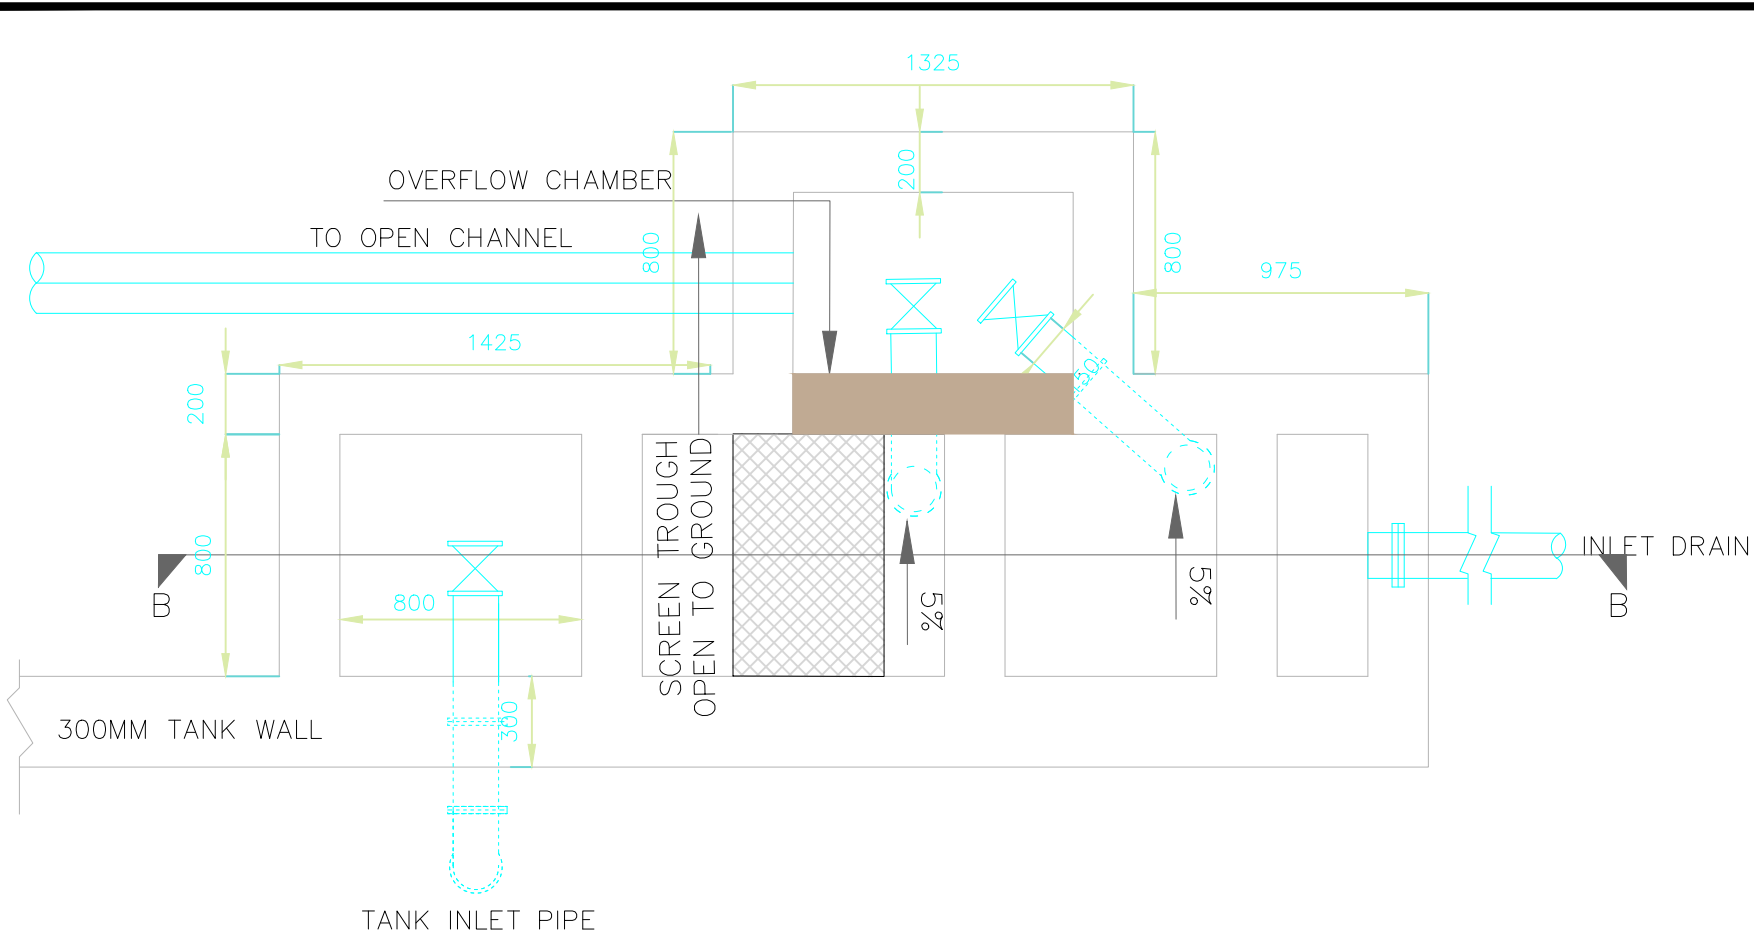 1325
OVERFLOW CHAMBER
200
TO OPEN CHANNEL
800
800
975
1425
200
SCREEN TROUGH
OPEN TO GROUND
800
INLET DRAIN
B
800
5%
5%
B
300MM TANK WALL
300
TANK INLET PIPE